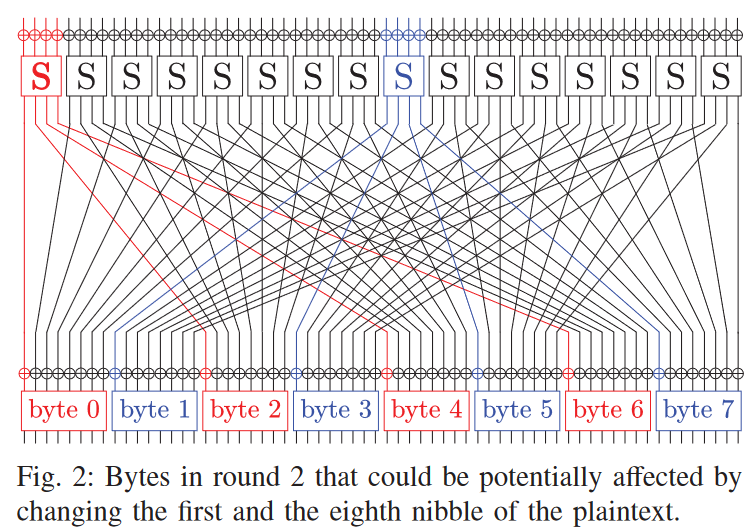 S S S S S S S S S S S S S S S S
byte 0 byte 1 byte 2 byte 3 byte 4 byte 5 byte 6 byte 7
Fig. 2: Bytes in round 2 that could be potentially affected by
changing the first and the eighth nibble of the plaintext.